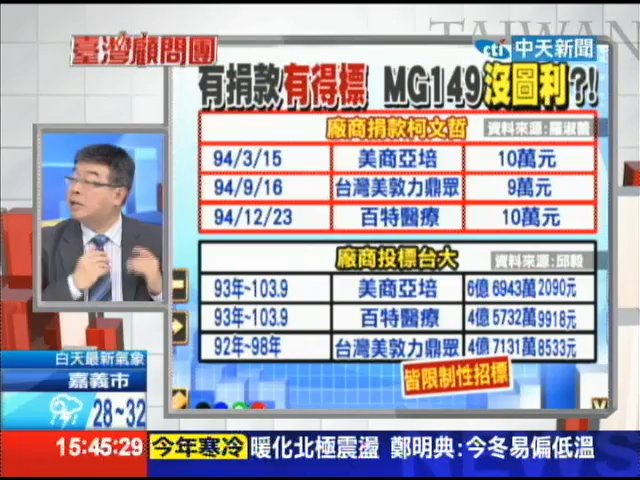 TAIWAN
臺灣顧問團
cti 中天新聞
有捐款有得標 MG149沒圖利?!
廠商捐款柯文哲 資料來源:羅淑蕾
94/3/15 美商亞培 10萬元
94/9/16 台灣美敦力鼎眾 9萬元
94/12/23 百特醫療 10萬元
廠商投標台大 資料來源:邱毅
93年~103.9 美商亞培 6億 6943萬 2090元
93年~103.9 百特醫療 4億 5732萬 9918元
92年~98年 台灣美敦力鼎眾 4億 7131萬 8533元
皆限制性招標
白天最新氣象
嘉義市
28~32
15:45:29 今年寒冷 暖化北極震盪 鄭明典:今冬易偏低溫
NEWS